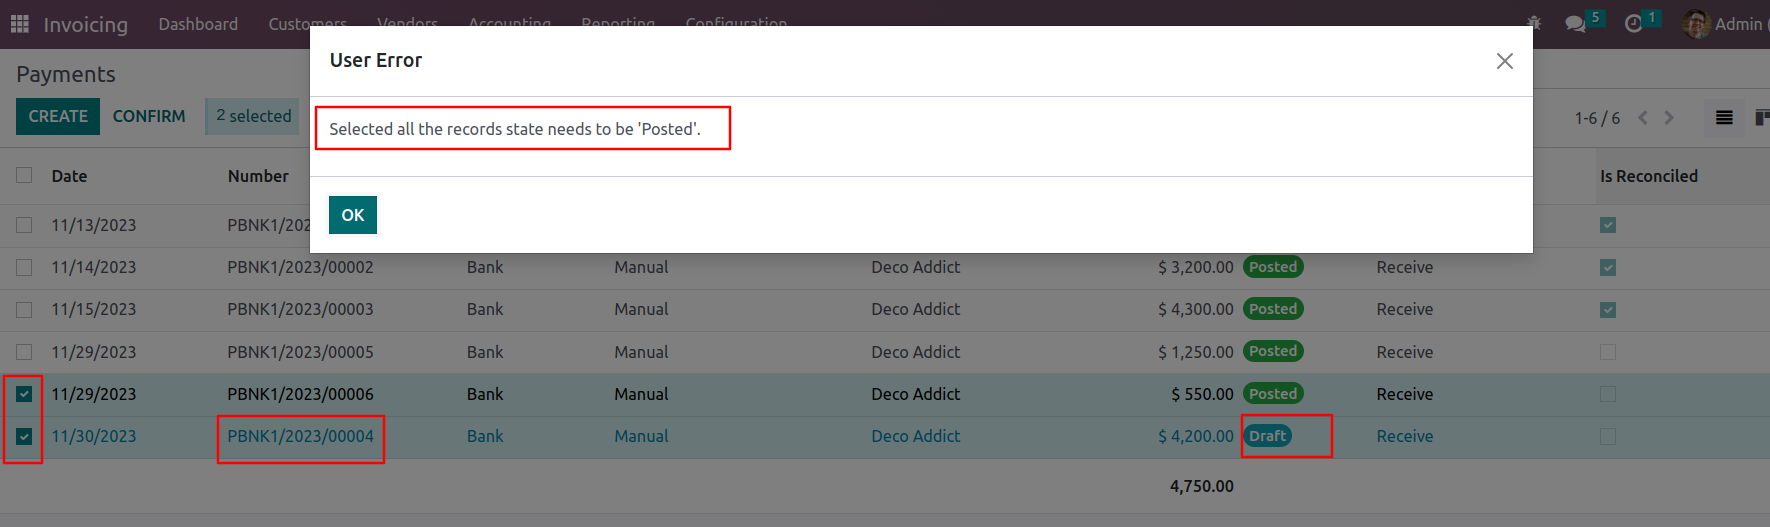 Invoicing Dashboard Customers Vendors Accounting Reporting Configuration 5 1 Admin (
Payments
User Error
CREATE CONFIRM 2 selected
Selected all the records state needs to be 'Posted'.
1-6 / 6
OK
Date Number Is Reconciled
11/13/2023 PBNK1/202
11/14/2023 PBNK1/2023/00002 Bank Manual Deco Addict $ 3,200.00 Posted Receive
11/15/2023 PBNK1/2023/00003 Bank Manual Deco Addict $ 4,300.00 Posted Receive
11/29/2023 PBNK1/2023/00005 Bank Manual Deco Addict $ 1,250.00 Posted Receive
11/29/2023 PBNK1/2023/00006 Bank Manual Deco Addict $ 550.00 Posted Receive
11/30/2023 PBNK1/2023/00004 Bank Manual Deco Addict $ 4,200.00 Draft Receive
4,750.00